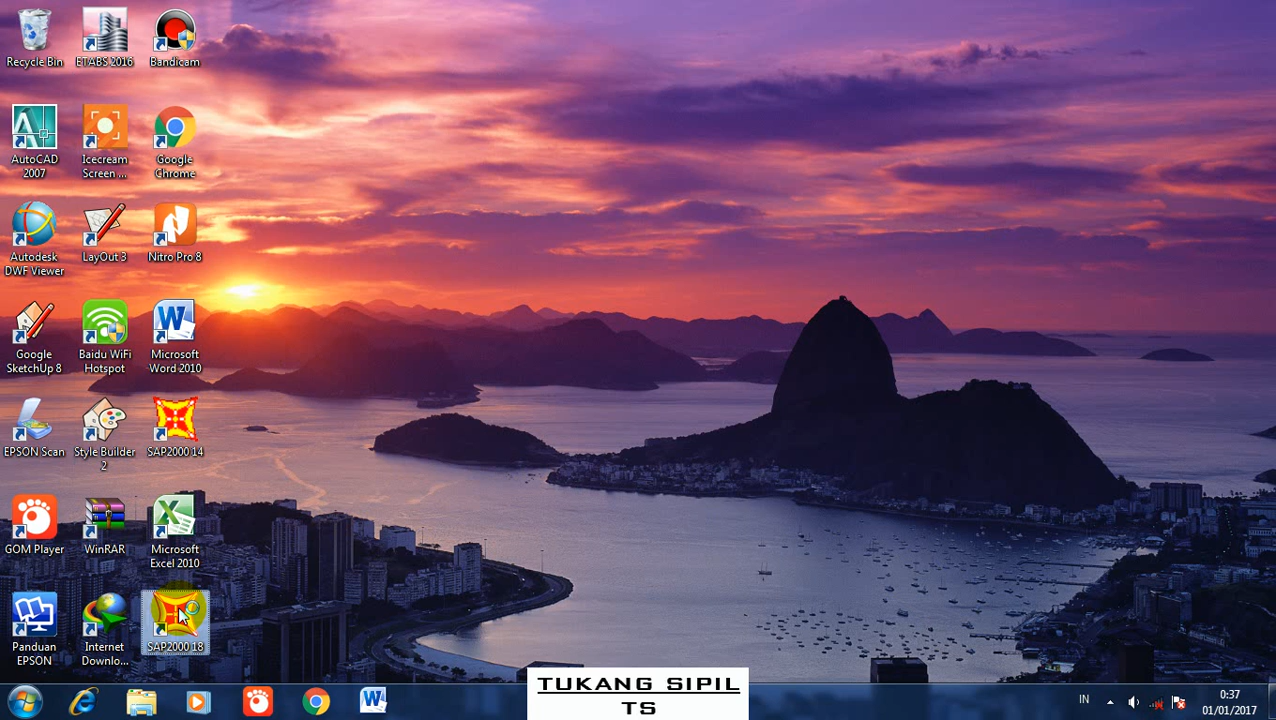 Recycle Bin
ETABS 2016
Bandicam
AutoCAD
2007
Icecream
Screen ...
Google
Chrome
Autodesk
DWF Viewer
LayOut 3
Nitro Pro 8
Google
SketchUp 8
Baidu WiFi
Hotspot
Microsoft
Word 2010
EPSON Scan
Style Builder
2
SAP2000 14
GOM Player
WinRAR
Microsoft
Excel 2010
Panduan
EPSON
Internet
Downlo...
SAP2000 18
TUKANG SIPIL
TS
IN
0:37
01/01/2017